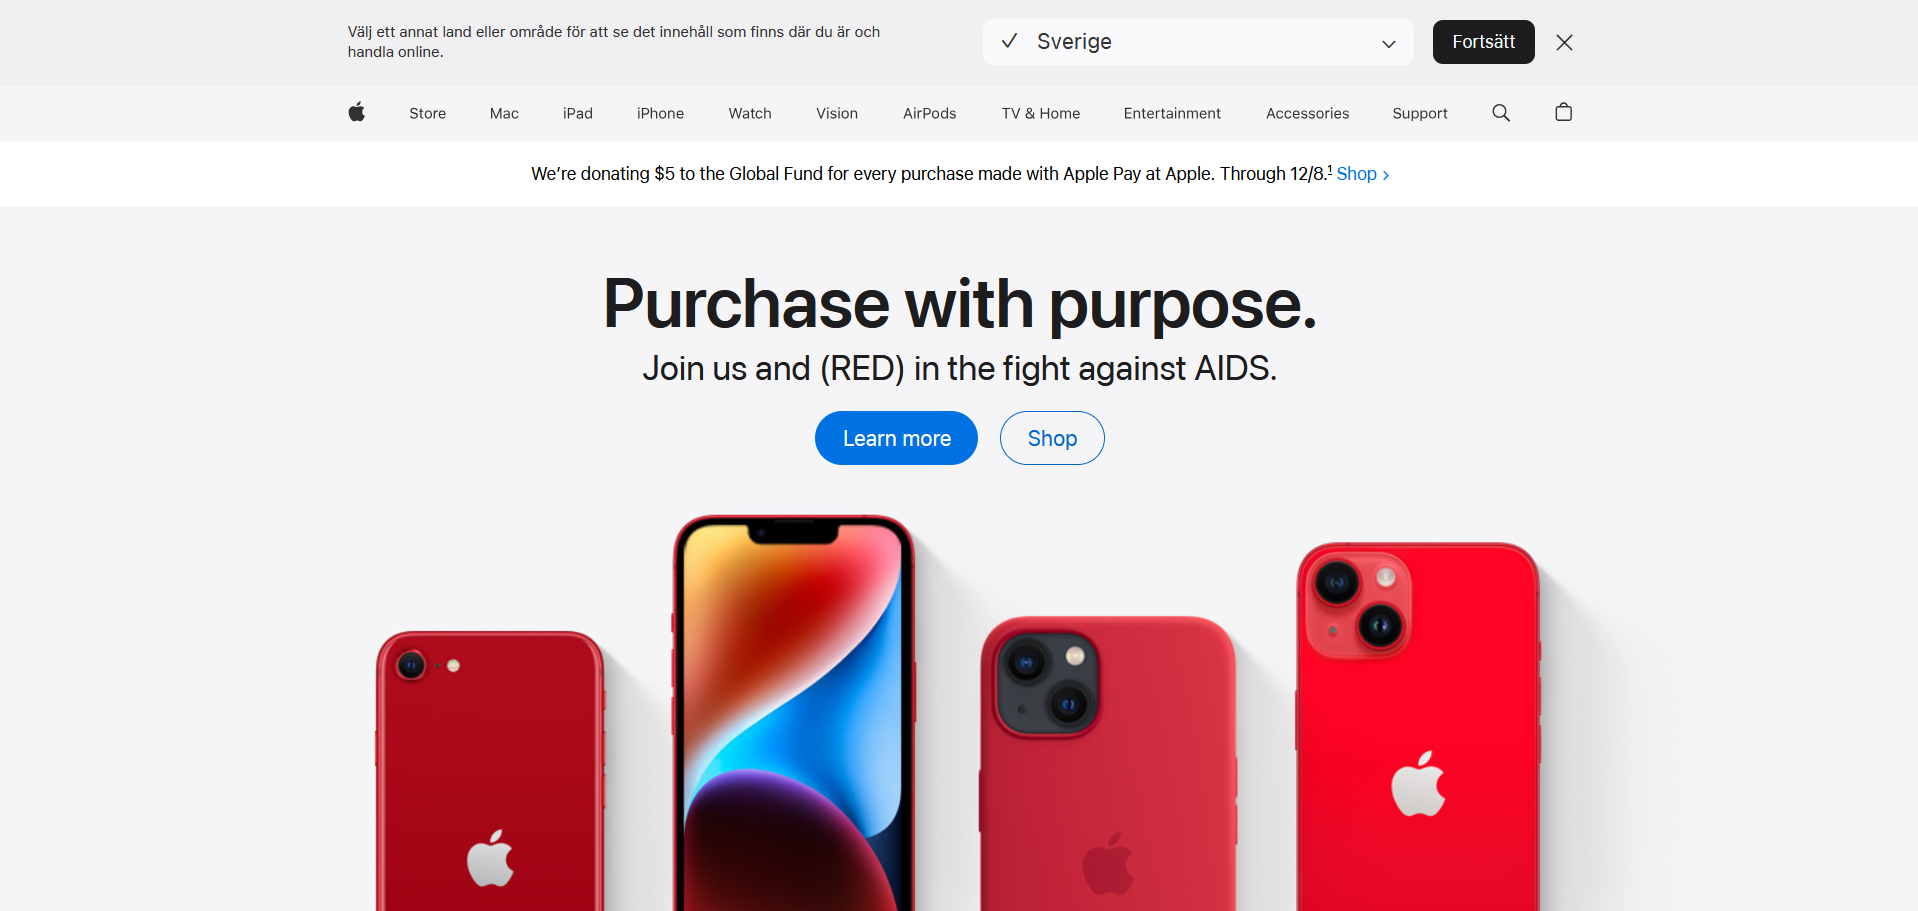 Välj ett annat land eller område för att se det innehåll som finns där du är och
handla online.
Sverige
Fortsätt
Store Mac iPad iPhone Watch Vision AirPods TV & Home Entertainment Accessories Support
We're donating $5 to the Global Fund for every purchase made with Apple Pay at Apple. Through 12/8.¹ Shop >
Purchase with purpose.
Join us and (RED) in the fight against AIDS.
Learn more Shop